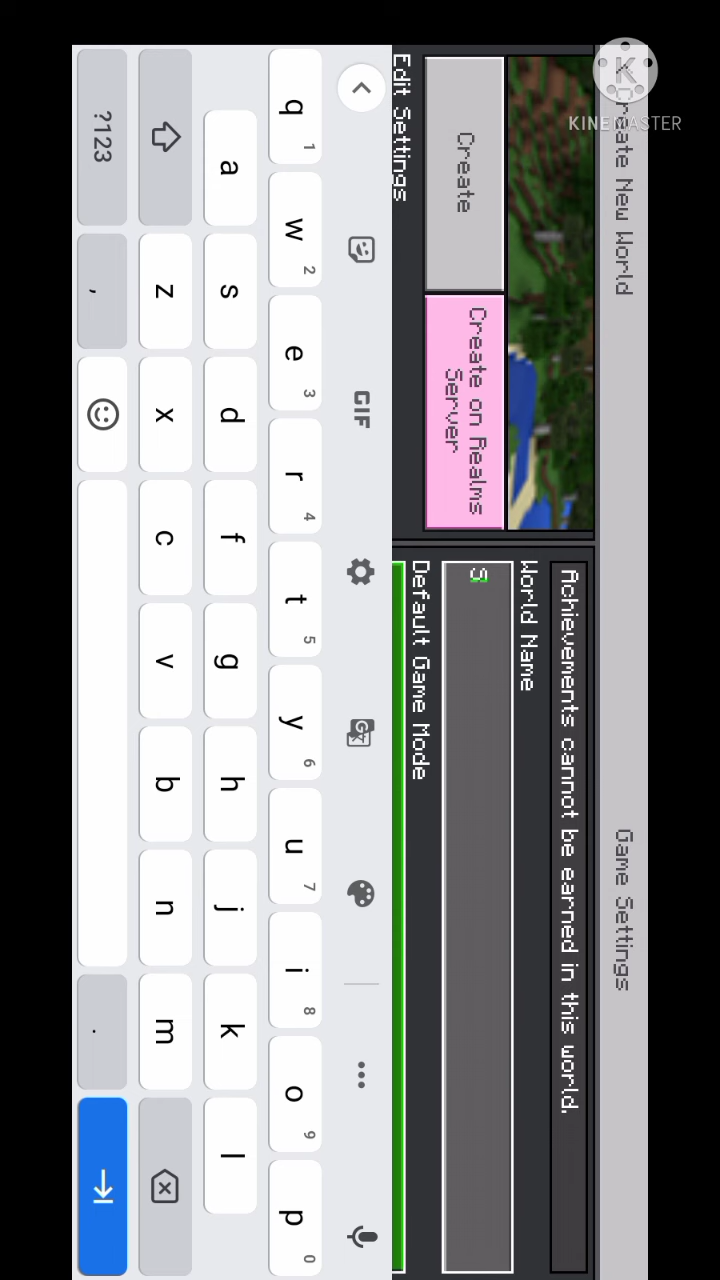 Create New World
Game Settings
KINEMASTER
Create
Create on Realms
Server
Edit Settings
Achievements cannot be earned in this world.
World Name
Default Game Mode
GIF
q 1 w 2 e 3 r 4 t 5 y 6 u 7 i 8 o 9 p 0
a s d f g h j k l
z x c v b n m
?123 , .